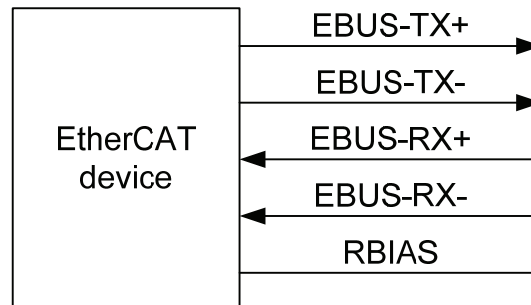 EtherCAT
device
EBUS-TX+
EBUS-TX-
EBUS-RX+
EBUS-RX-
RBIAS